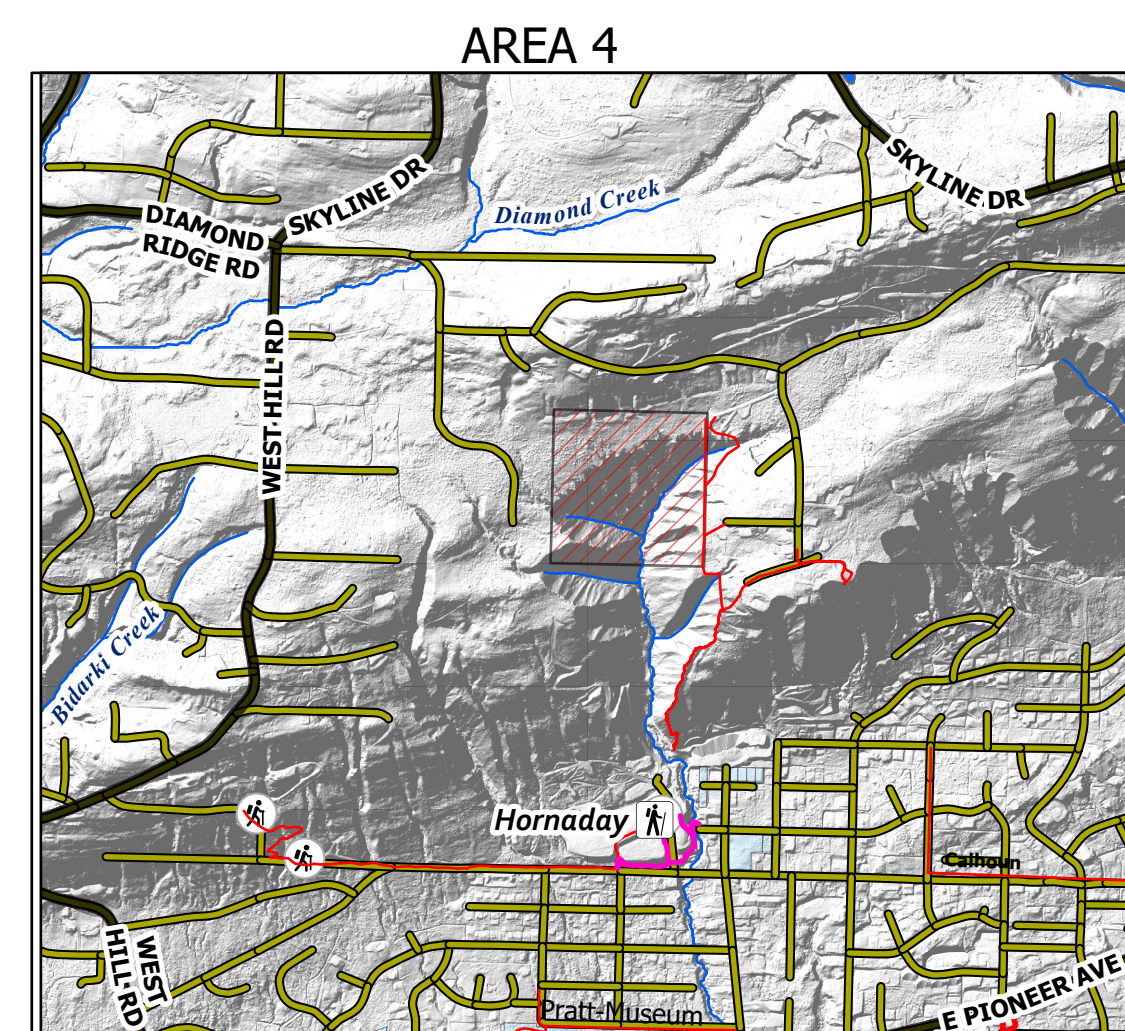 AREA 4
SKYLINE DR
SKYLINE DR
Diamond Creek
DIAMOND
RIDGE RD
WEST HILL RD
Bidarki Creek
Hornaday
Calhoun
WEST
HILL RD
E PIONEER AVE
Pratt-Museum